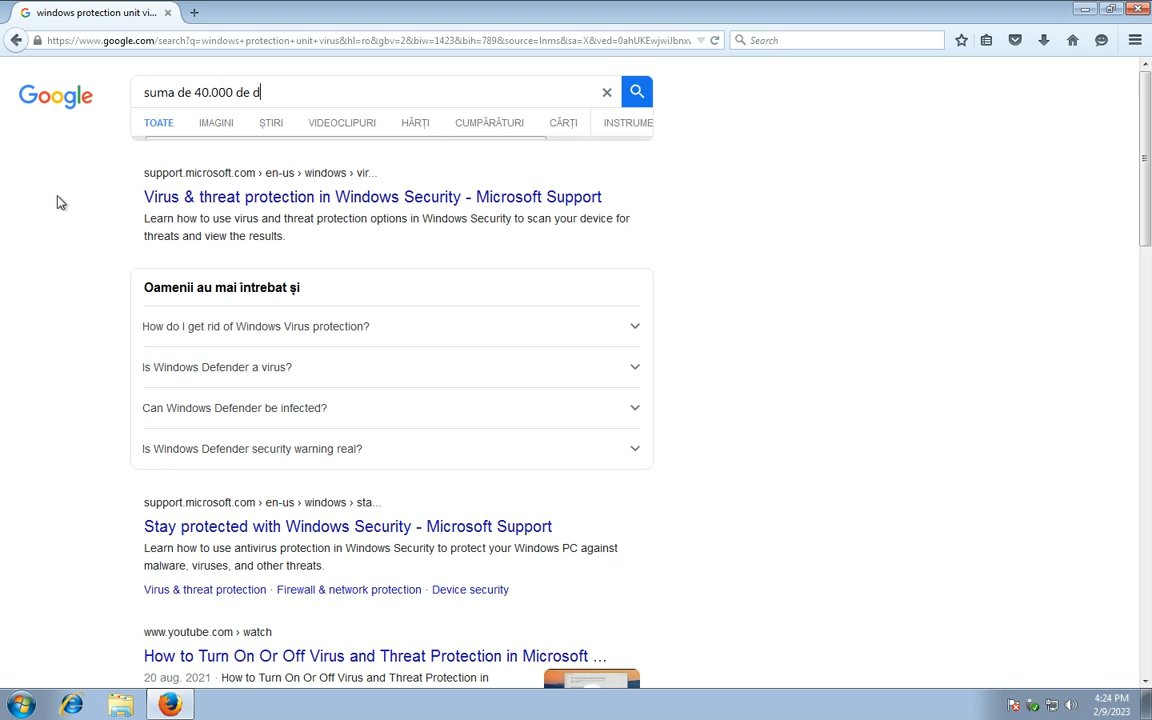 windows protection unit vi...
https://www.google.com/search?q=windows+protection+unit+virus&hl=ro&gbv=2&biw=1423&bih=789&source=lnms&sa=X&ved=0ahUKEwjwiJbnxv
Search
Google
suma de 40.000 de d
TOATE IMAGINI ȘTIRI VIDEOCLIPURI HĂRȚI CUMPĂRĂTURI CĂRȚI INSTRUME
support.microsoft.com › en-us › windows › vir...
Virus & threat protection in Windows Security - Microsoft Support
Learn how to use virus and threat protection options in Windows Security to scan your device for
threats and view the results.
Oamenii au mai întrebat și
How do I get rid of Windows Virus protection?
Is Windows Defender a virus?
Can Windows Defender be infected?
Is Windows Defender security warning real?
support.microsoft.com › en-us › windows › sta...
Stay protected with Windows Security - Microsoft Support
Learn how to use antivirus protection in Windows Security to protect your Windows PC against
malware, viruses, and other threats.
Virus & threat protection · Firewall & network protection · Device security
www.youtube.com › watch
How to Turn On Or Off Virus and Threat Protection in Microsoft ...
20 aug. 2021 · How to Turn On Or Off Virus and Threat Protection in
4:24 PM
2/9/2023